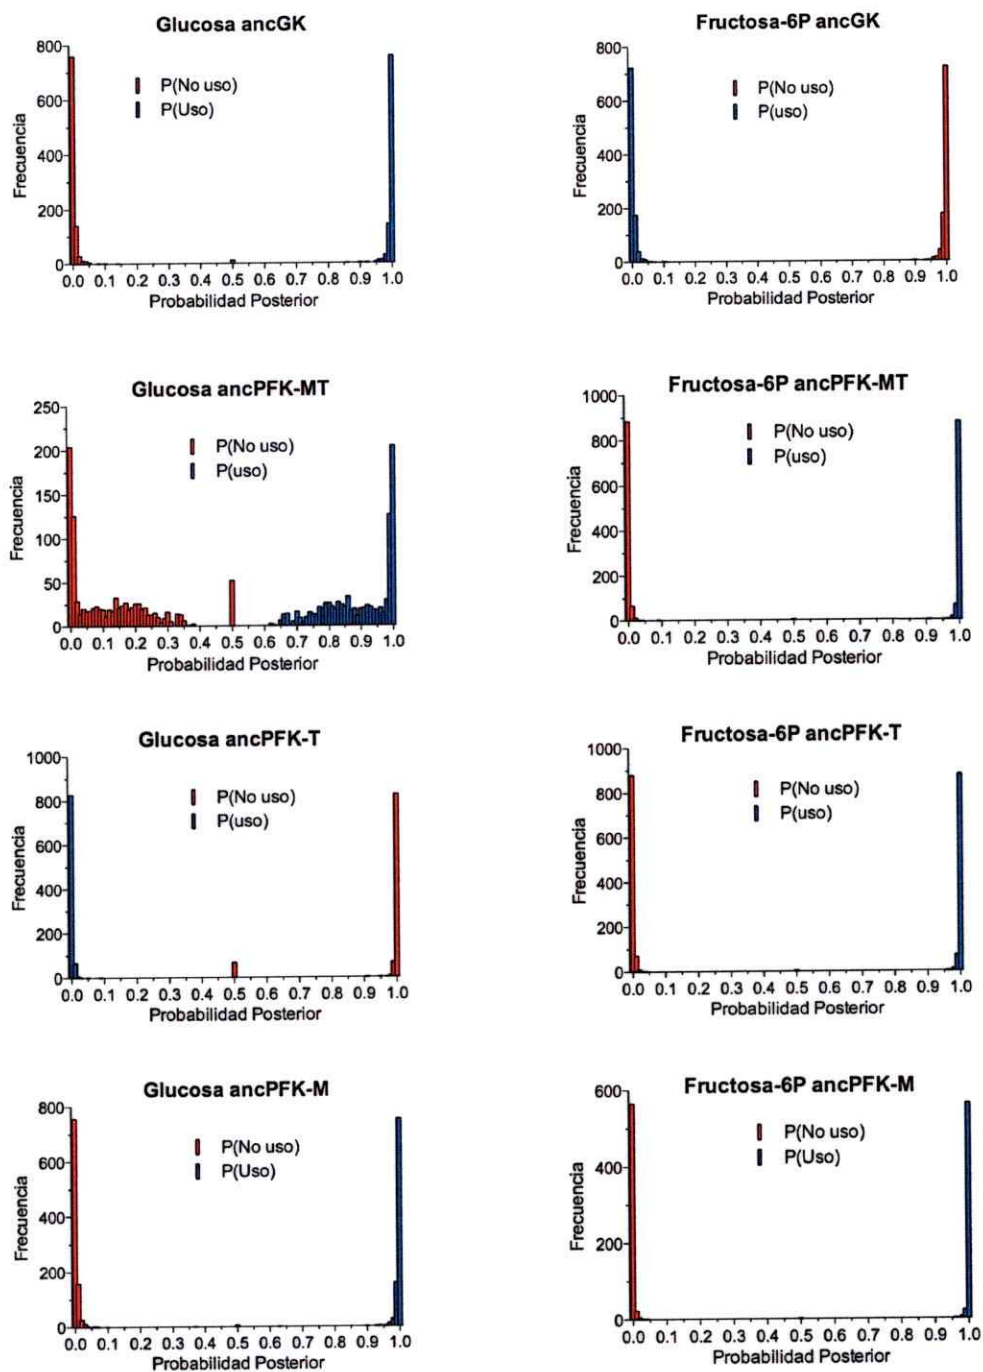 Glucosa ancGK
Frecuencia
800
600
400
200
0
P(No uso)
P(Uso)
0.0 0.1 0.2 0.3 0.4 0.5 0.6 0.7 0.8 0.9 1.0
Probabilidad Posterior
Fructosa-6P ancGK
Frecuencia
800
600
400
200
0
P(No uso)
P(uso)
0.0 0.1 0.2 0.3 0.4 0.5 0.6 0.7 0.8 0.9 1.0
Probabilidad Posterior
Glucosa ancPFK-MT
Frecuencia
250
200
150
100
50
0
P(No uso)
P(uso)
0.0 0.1 0.2 0.3 0.4 0.5 0.6 0.7 0.8 0.9 1.0
Probabilidad Posterior
Fructosa-6P ancPFK-MT
Frecuencia
1000
800
600
400
200
0
P(No uso)
P(uso)
0.0 0.1 0.2 0.3 0.4 0.5 0.6 0.7 0.8 0.9 1.0
Probabilidad Posterior
Glucosa ancPFK-T
Frecuencia
1000
800
600
400
200
0
P(No uso)
P(uso)
0.0 0.1 0.2 0.3 0.4 0.5 0.6 0.7 0.8 0.9 1.0
Probabilidad Posterior
Fructosa-6P ancPFK-T
Frecuencia
1000
800
600
400
200
0
P(No uso)
P(uso)
0.0 0.1 0.2 0.3 0.4 0.5 0.6 0.7 0.8 0.9 1.0
Probabilidad Posterior
Glucosa ancPFK-M
Frecuencia
800
600
400
200
0
P(No uso)
P(Uso)
0.0 0.1 0.2 0.3 0.4 0.5 0.6 0.7 0.8 0.9 1.0
Probabilidad Posterior
Fructosa-6P ancPFK-M
Frecuencia
600
400
200
0
P(No uso)
P(Uso)
0.0 0.1 0.2 0.3 0.4 0.5 0.6 0.7 0.8 0.9 1.0
Probabilidad Posterior